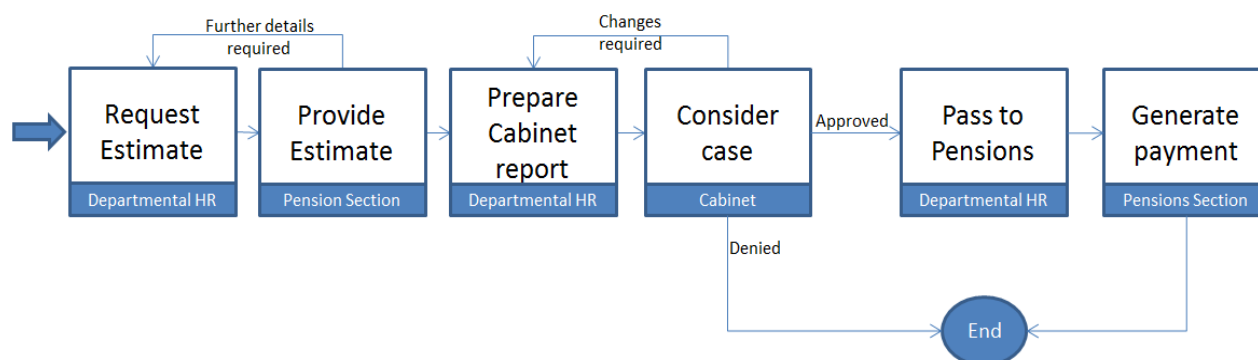 Further details
required
Changes
required
Request
Estimate
Departmental HR
Provide
Estimate
Pension Section
Prepare
Cabinet
report
Departmental HR
Consider
case
Cabinet
Approved
Pass to
Pensions
Departmental HR
Generate
payment
Pensions Section
Denied
End